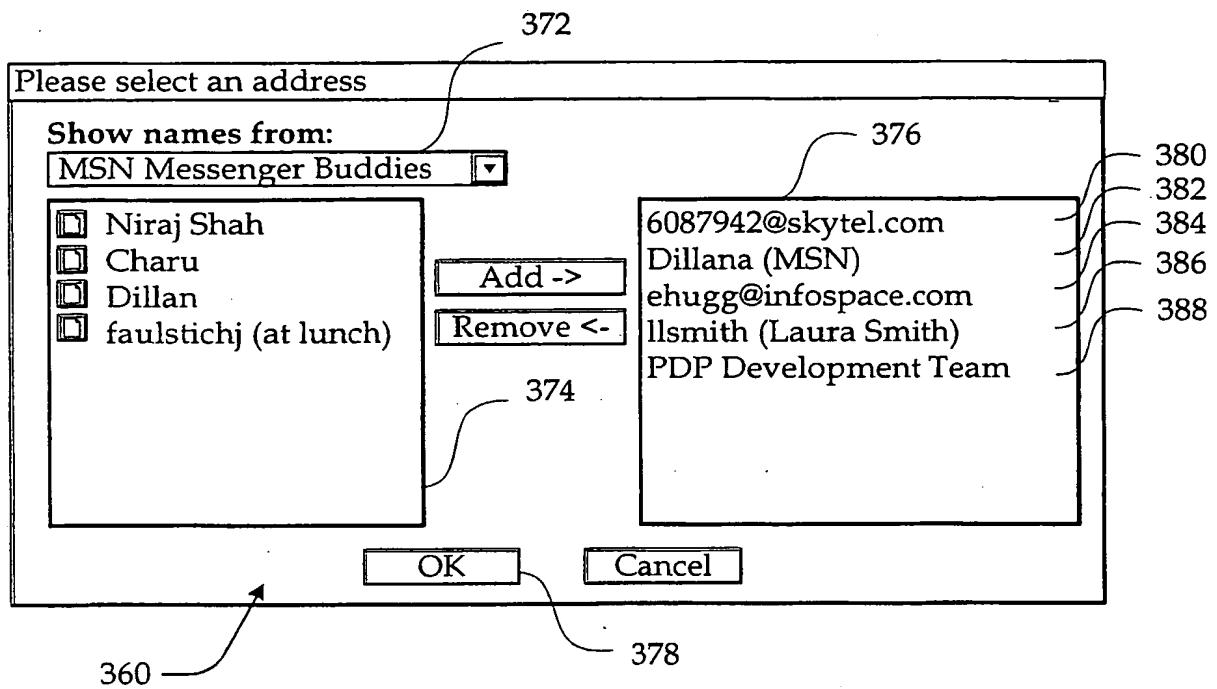 372
Please select an address
Show names from:
MSN Messenger Buddies
376
380
382
384
386
388
Niraj Shah
Charu
Dillan
faulstichj (at lunch)
Add ->
Remove <-
6087942@skytel.com
Dillana (MSN)
ehugg@infospace.com
llsmith (Laura Smith)
PDP Development Team
374
OK
Cancel
360
378